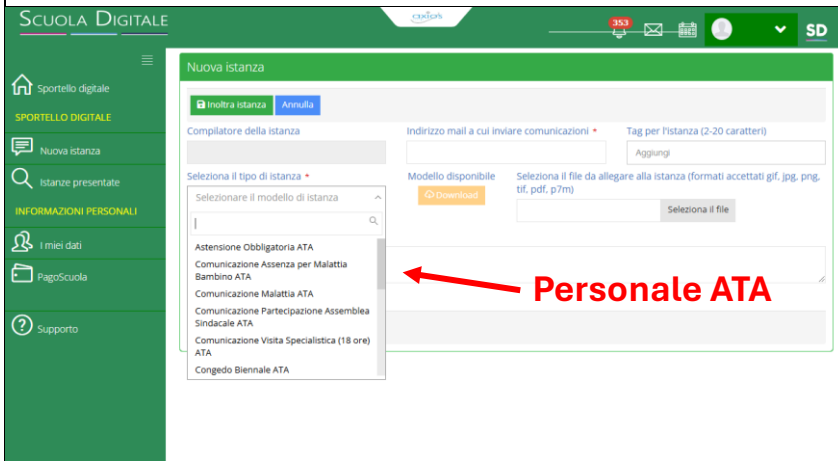 SCUOLA DIGITALE
axios
353
SD
Nuova istanza
Sportello digitale
SPORTELLO DIGITALE
Nuova istanza
Istanze presentate
INFORMAZIONI PERSONALI
I miei dati
PagoScuola
Supporto
Inoltra istanza
Annulla
Compilatore della istanza
Indirizzo mail a cui inviare comunicazioni *
Tag per l'istanza (2-20 caratteri)
Aggiungi
Seleziona il tipo di istanza *
Modello disponibile
Seleziona il file da allegare alla istanza (formati accettati gif, jpg, png,
tif, pdf, p7m)
Selezionare il modello di istanza
Download
Seleziona il file
Astensione Obbligatoria ATA
Comunicazione Assenza per Malattia
Bambino ATA
Comunicazione Malattia ATA
Comunicazione Partecipazione Assemblea
Sindacale ATA
Comunicazione Visita Specialistica (18 ore)
ATA
Congedo Biennale ATA
Personale ATA